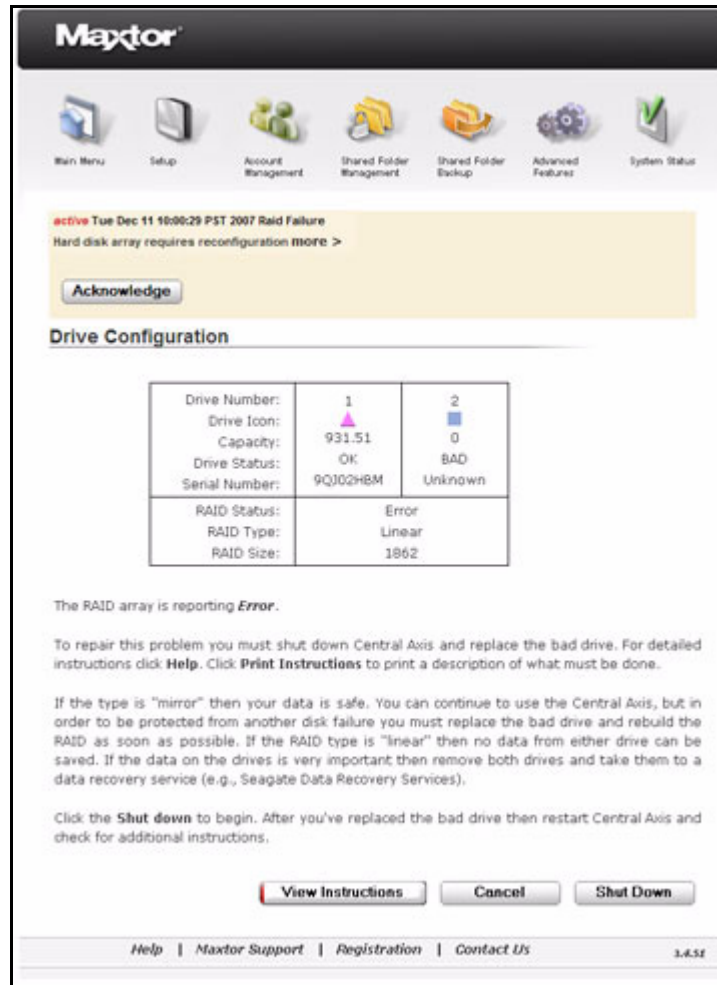 Maxtor
Main Menu
Setup
Account Management
Shared Folder Management
Shared Folder Backup
Advanced Features
System Status
active Tue Dec 11 10:00:29 PST 2007 Raid Failure
Hard disk array requires reconfiguration more >
Acknowledge
Drive Configuration
Drive Number: 1 2
Drive Icon:
Capacity: 931.51 0
Drive Status: OK BAD
Serial Number: 9QJ02HBM Unknown
RAID Status: Error
RAID Type: Linear
RAID Size: 1862
The RAID array is reporting Error.
To repair this problem you must shut down Central Axis and replace the bad drive. For detailed
instructions click Help. Click Print Instructions to print a description of what must be done.
If the type is "mirror" then your data is safe. You can continue to use the Central Axis, but in
order to be protected from another disk failure you must replace the bad drive and rebuild the
RAID as soon as possible. If the RAID type is "linear" then no data from either drive can be
saved. If the data on the drives is very important then remove both drives and take them to a
data recovery service (e.g., Seagate Data Recovery Services).
Click the Shut down to begin. After you've replaced the bad drive then restart Central Axis and
check for additional instructions.
View Instructions Cancel Shut Down
Help | Maxtor Support | Registration | Contact Us 3.4.51